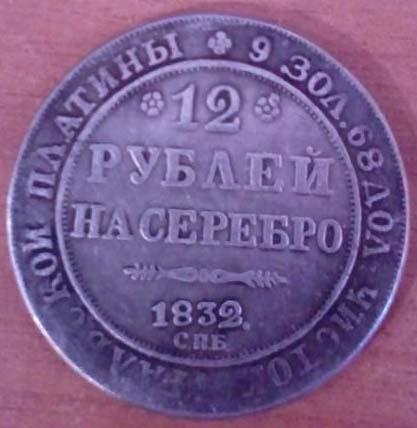 12
РУБЛЕЙ
НА СЕРЕБРО
1832.
СПБ
9 ЗОЛ. 68 ДОЛ. ЧИСТОЙ УРАЛЬСКОЙ ПЛАТИНЫ